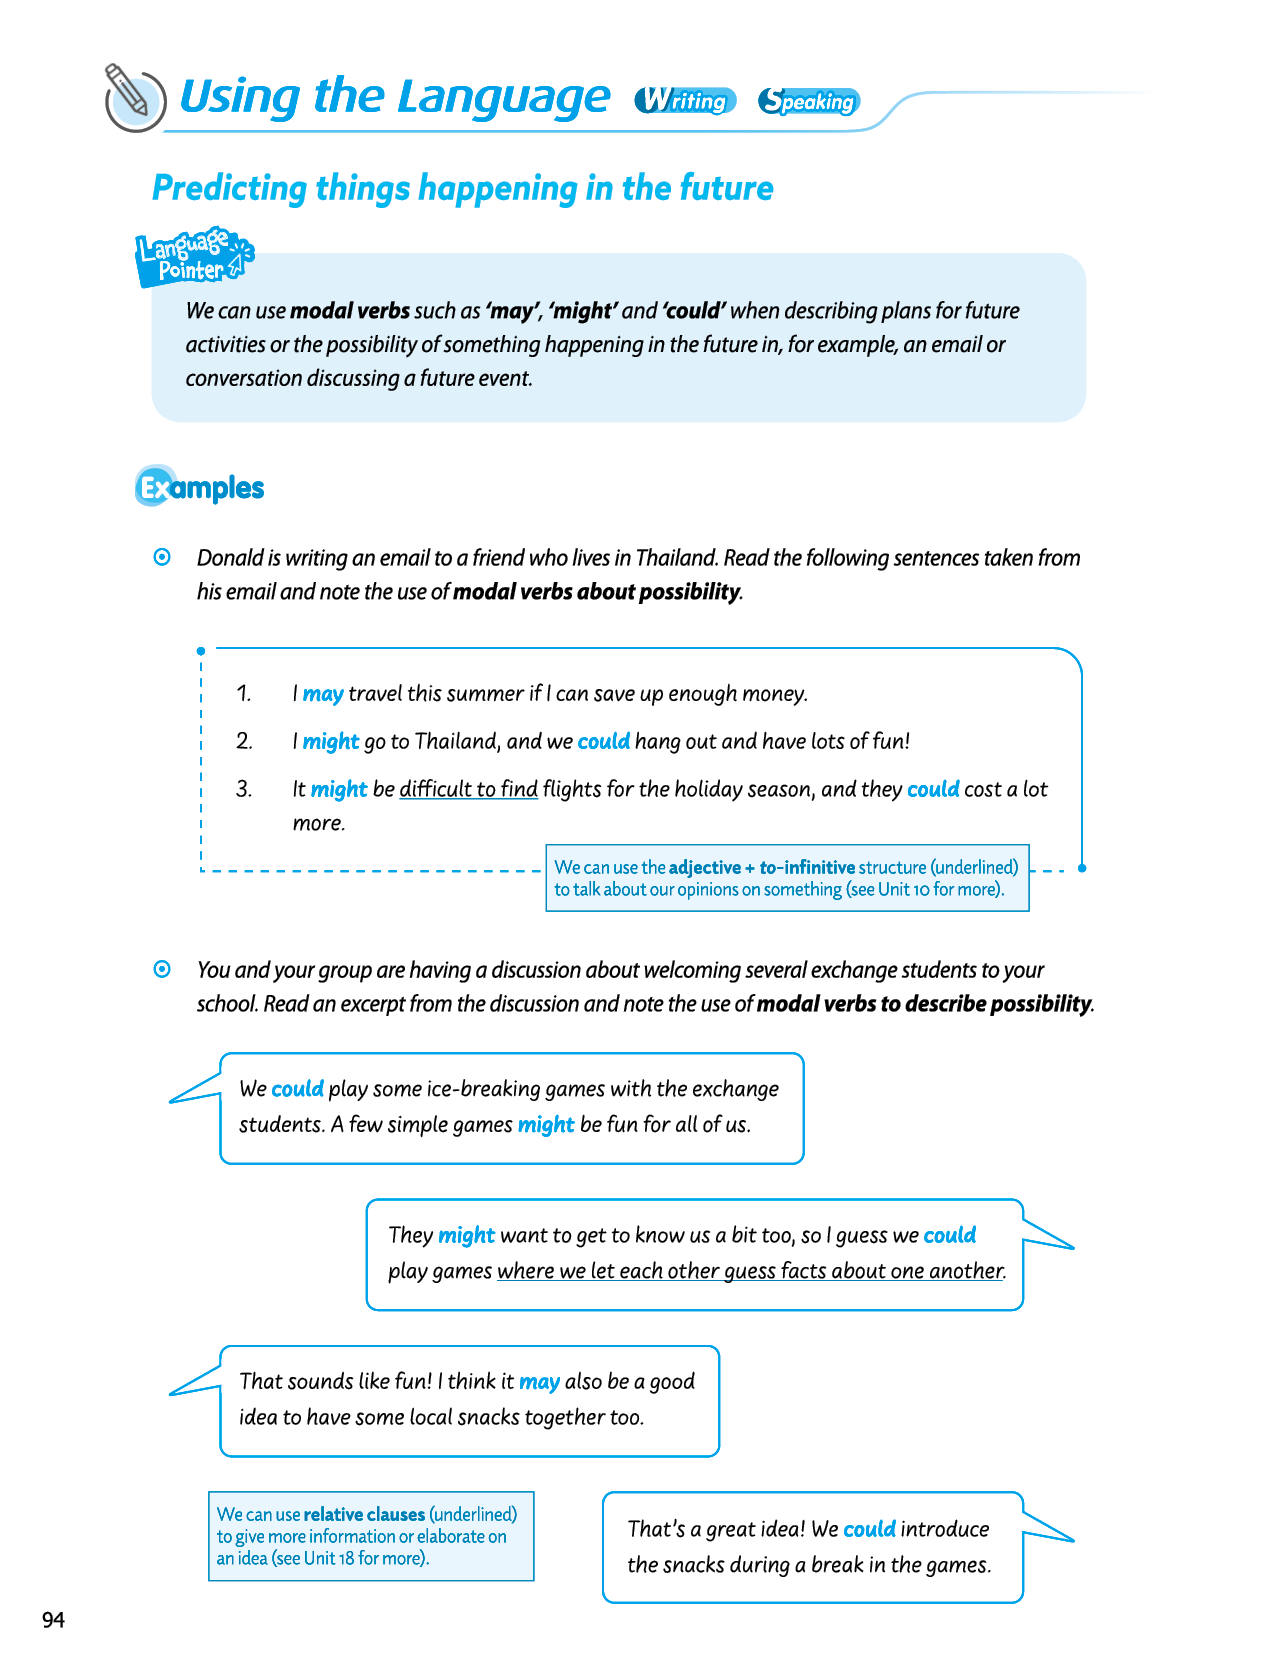 Using the Language Writing Speaking
Predicting things happening in the future
Language
Pointer
We can use modal verbs such as ‘may’, ‘might’ and ‘could’ when describing plans for future
activities or the possibility of something happening in the future in, for example, an email or
conversation discussing a future event.
Examples
Donald is writing an email to a friend who lives in Thailand. Read the following sentences taken from
his email and note the use of modal verbs about possibility.
1. I may travel this summer if I can save up enough money.
2. I might go to Thailand, and we could hang out and have lots of fun!
3. It might be difficult to find flights for the holiday season, and they could cost a lot
more.
We can use the adjective + to-infinitive structure (underlined)
to talk about our opinions on something (see Unit 10 for more).
You and your group are having a discussion about welcoming several exchange students to your
school. Read an excerpt from the discussion and note the use of modal verbs to describe possibility.
We could play some ice-breaking games with the exchange
students. A few simple games might be fun for all of us.
They might want to get to know us a bit too, so I guess we could
play games where we let each other guess facts about one another.
That sounds like fun! I think it may also be a good
idea to have some local snacks together too.
We can use relative clauses (underlined)
to give more information or elaborate on
an idea (see Unit 18 for more).
That’s a great idea! We could introduce
the snacks during a break in the games.
94